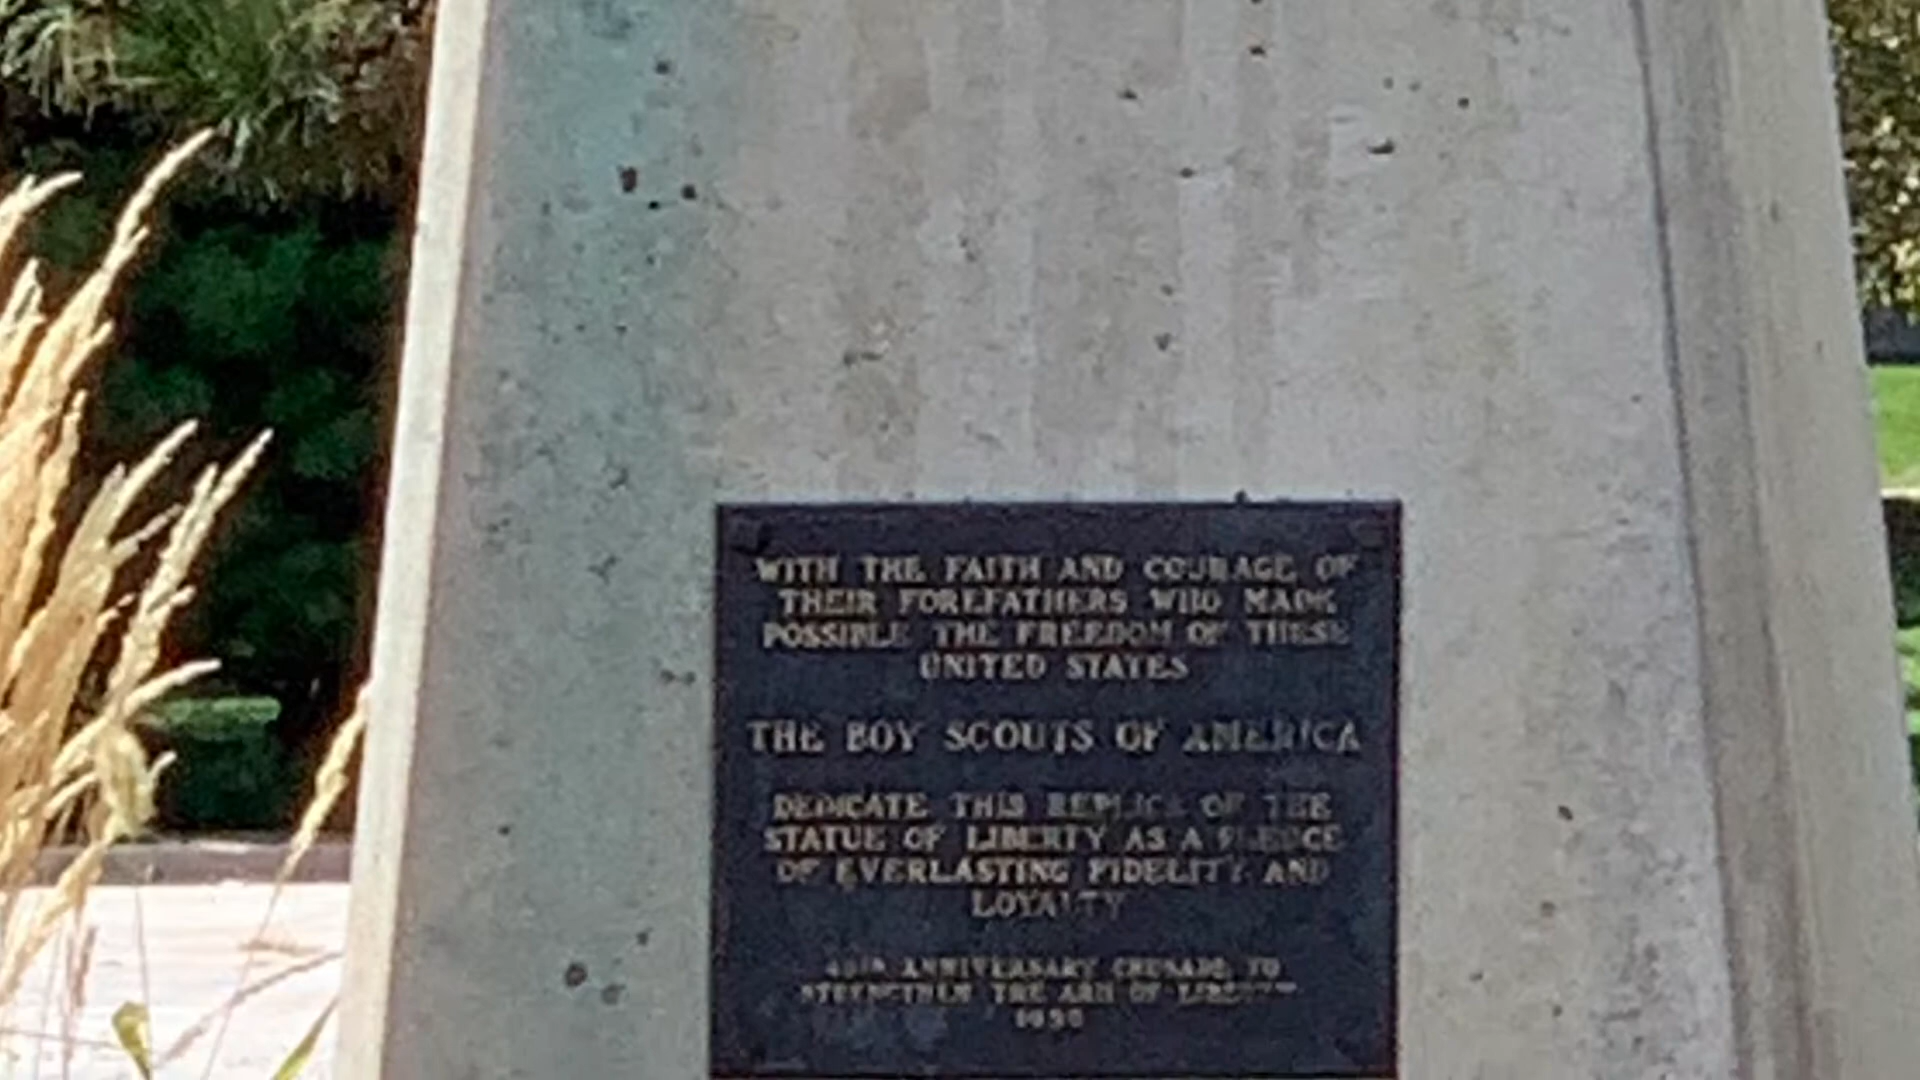 WITH THE FAITH AND COURAGE OF
THEIR FOREFATHERS WHO MADE
POSSIBLE THE FREEDOM OF THESE
UNITED STATES
THE BOY SCOUTS OF AMERICA
DEDICATE THIS REPLICA OF THE
STATUE OF LIBERTY AS A PLEDGE
OF EVERLASTING FIDELITY AND
LOYALTY
40TH ANNIVERSARY CRUSADE TO
STRENGTHEN THE ARM OF LIBERTY
1950